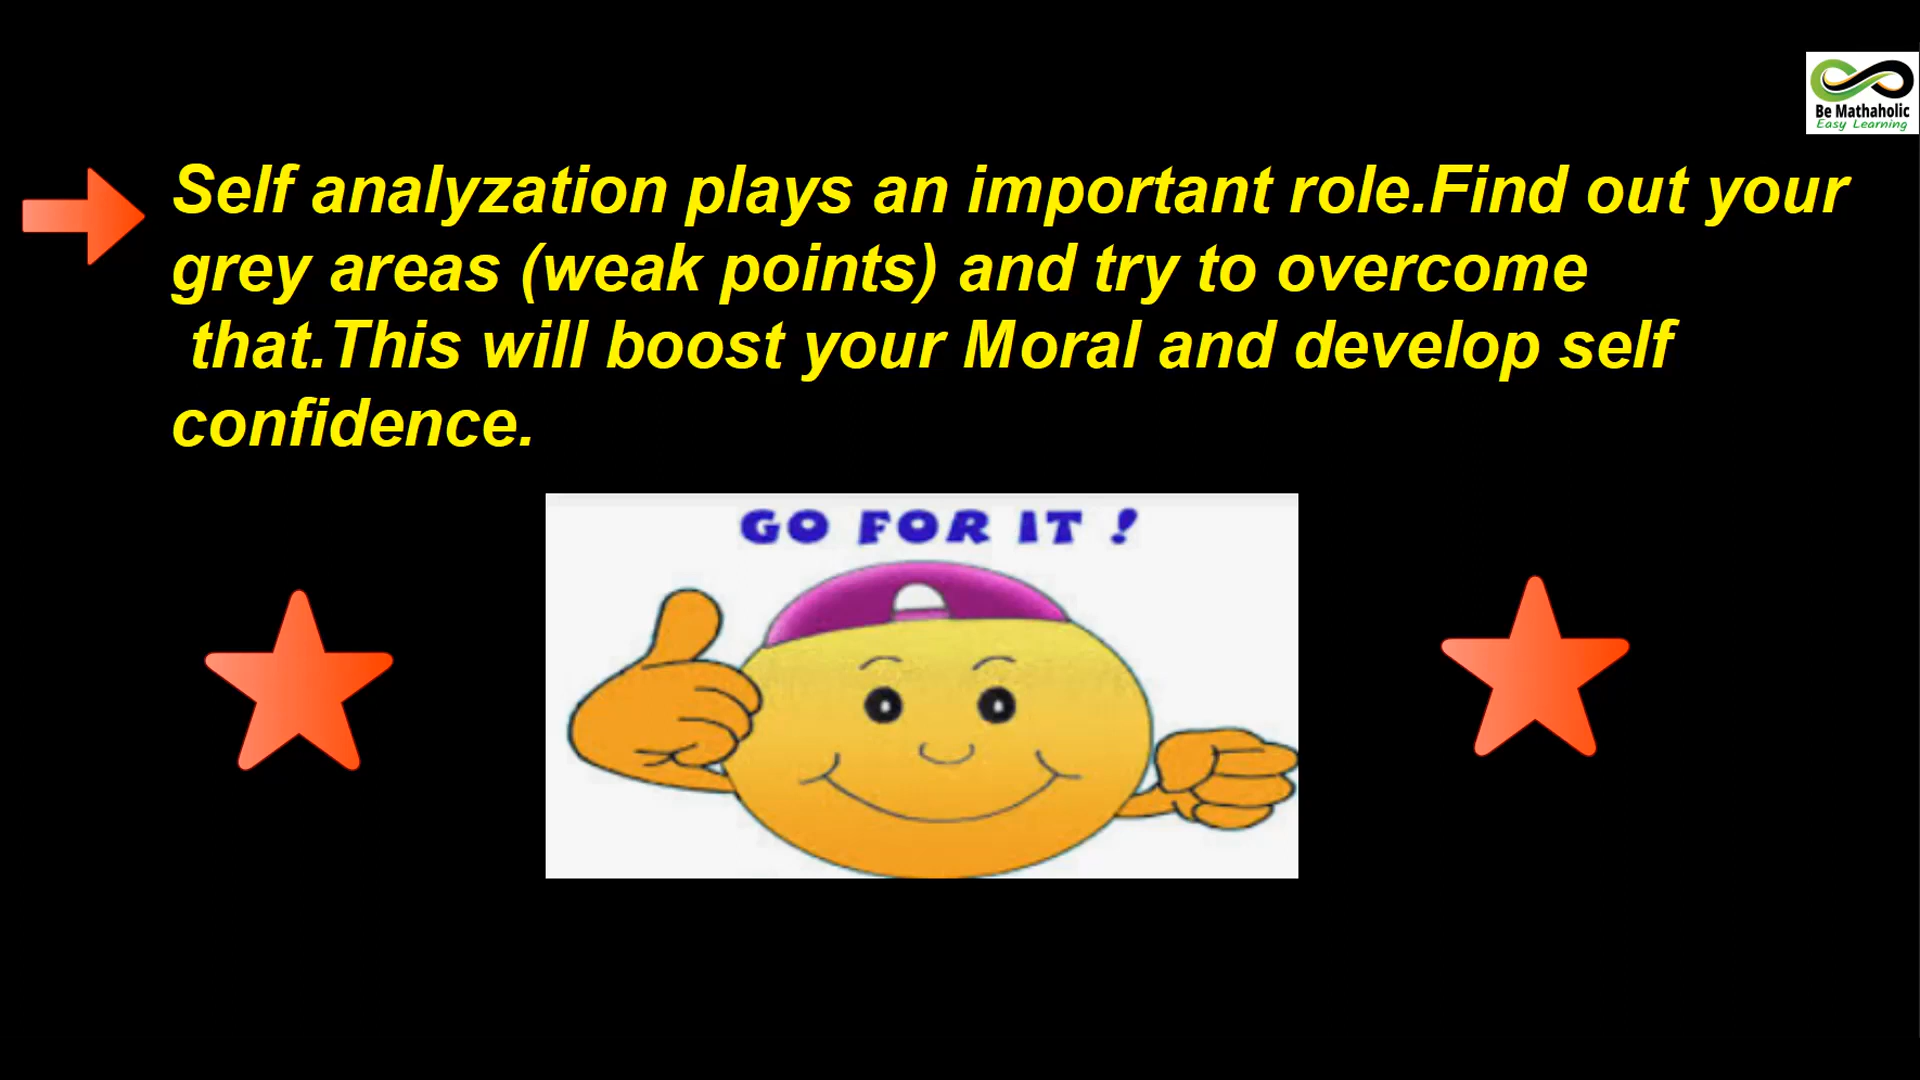 Be Mathaholic
Easy Learning
Self analyzation plays an important role.Find out your
grey areas (weak points) and try to overcome
that.This will boost your Moral and develop self
confidence.
GO FOR IT !